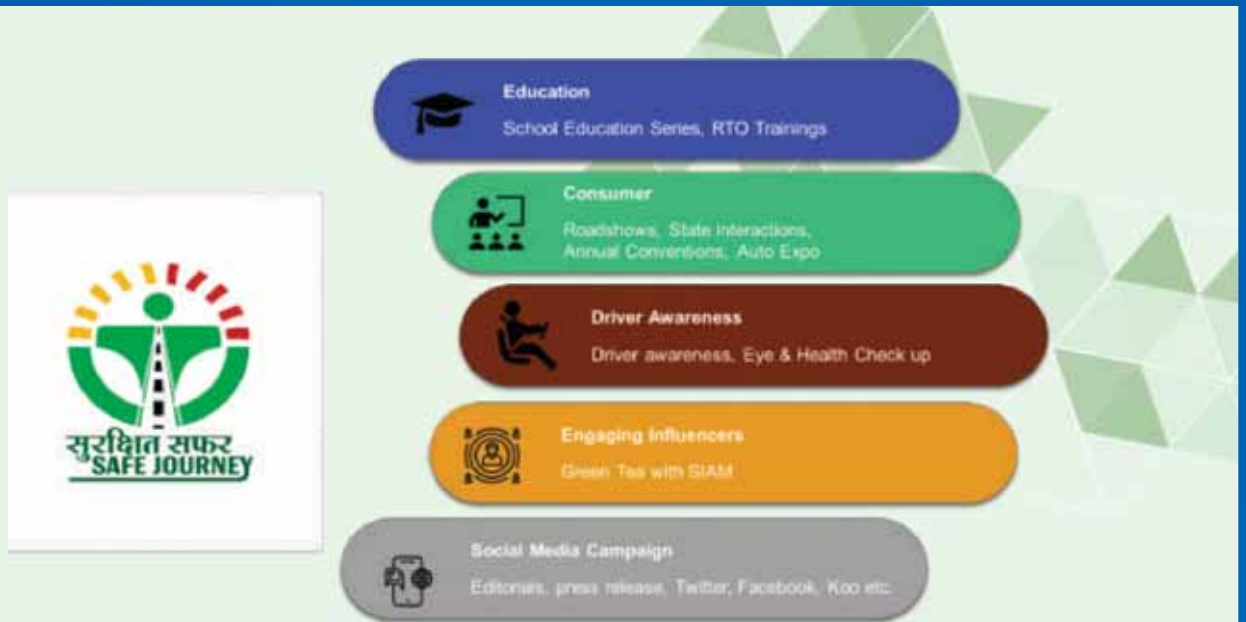 सुरक्षित सफर
SAFE JOURNEY
Education
School Education Series, RTO Trainings
Consumer
Roadshows, State Interactions,
Annual Conventions, Auto Expo
Driver Awareness
Driver awareness, Eye & Health Check up
Engaging Influencers
Green Tea with SIAM
Social Media Campaign
Editorials, press release, Twitter, Facebook, Koo etc.